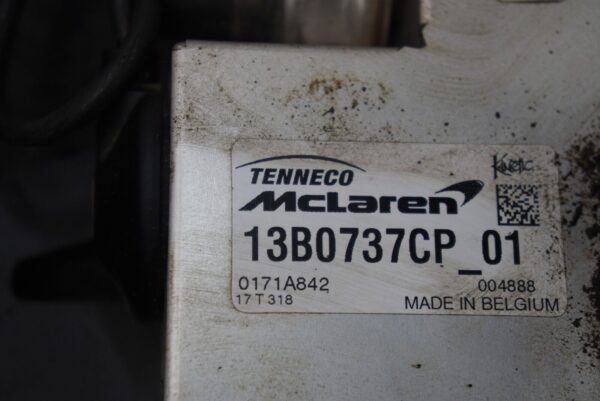 TENNECO
McLaren
13B0737CP_01
0171A842
004888
17 T 318
MADE IN BELGIUM